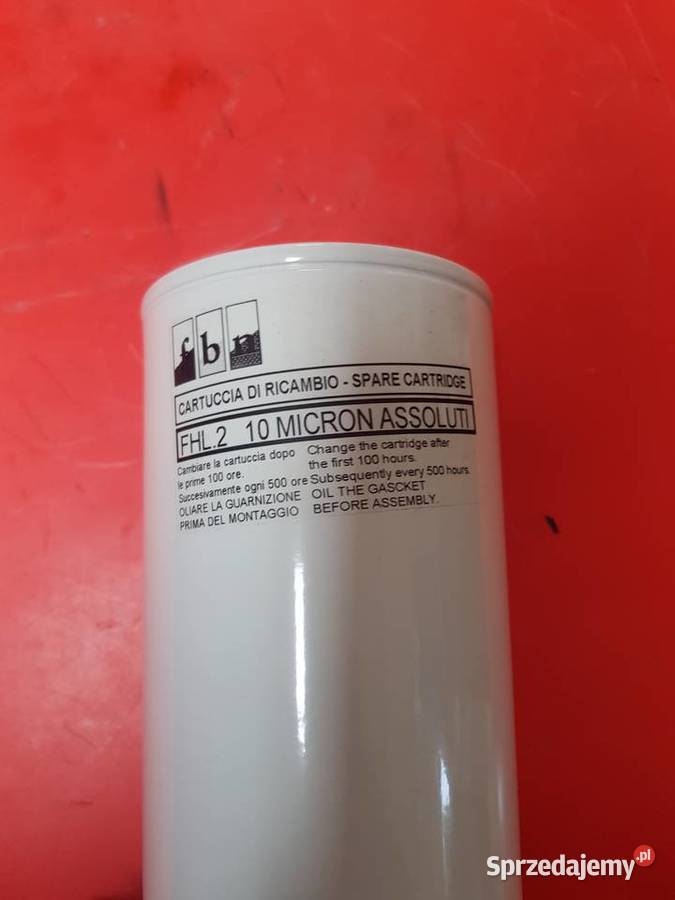 fbn
CARTUCCIA DI RICAMBIO - SPARE CARTRIDGE
FHL.2 10 MICRON ASSOLUTI
Cambiare la cartuccia dopo
le prime 100 ore.
Succesivamente ogni 500 ore
OLIARE LA GUARNIZIONE
PRIMA DEL MONTAGGIO
Change the cartridge after
the first 100 hours.
Subsequently every 500 hours.
OIL THE GASCKET
BEFORE ASSEMBLY.
Sprzedajemy.pl